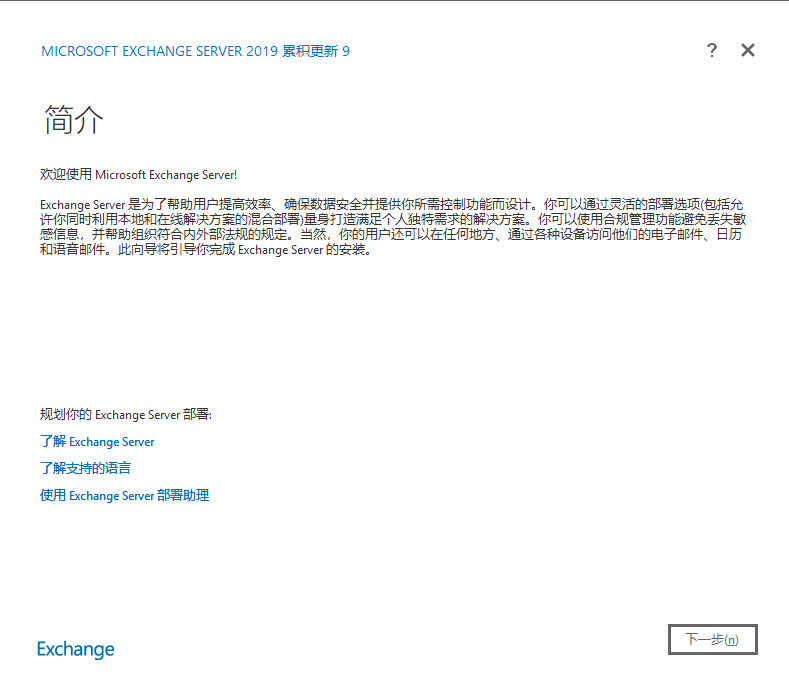 MICROSOFT EXCHANGE SERVER 2019 累积更新 9
?
简介
欢迎使用 Microsoft Exchange Server!
Exchange Server 是为了帮助用户提高效率、确保数据安全并提供你所需控制功能而设计。你可以通过灵活的部署选项(包括允
许你同时利用本地和在线解决方案的混合部署)量身打造满足个人独特需求的解决方案。你可以使用合规管理功能避免丢失敏
感信息，并帮助组织符合内外部法规的规定。当然，你的用户还可以在任何地方、通过各种设备访问他们的电子邮件、日历
和语音邮件。此向导将引导你完成 Exchange Server 的安装。
规划你的 Exchange Server 部署:
了解 Exchange Server
了解支持的语言
使用 Exchange Server 部署助理
Exchange
下一步(n)